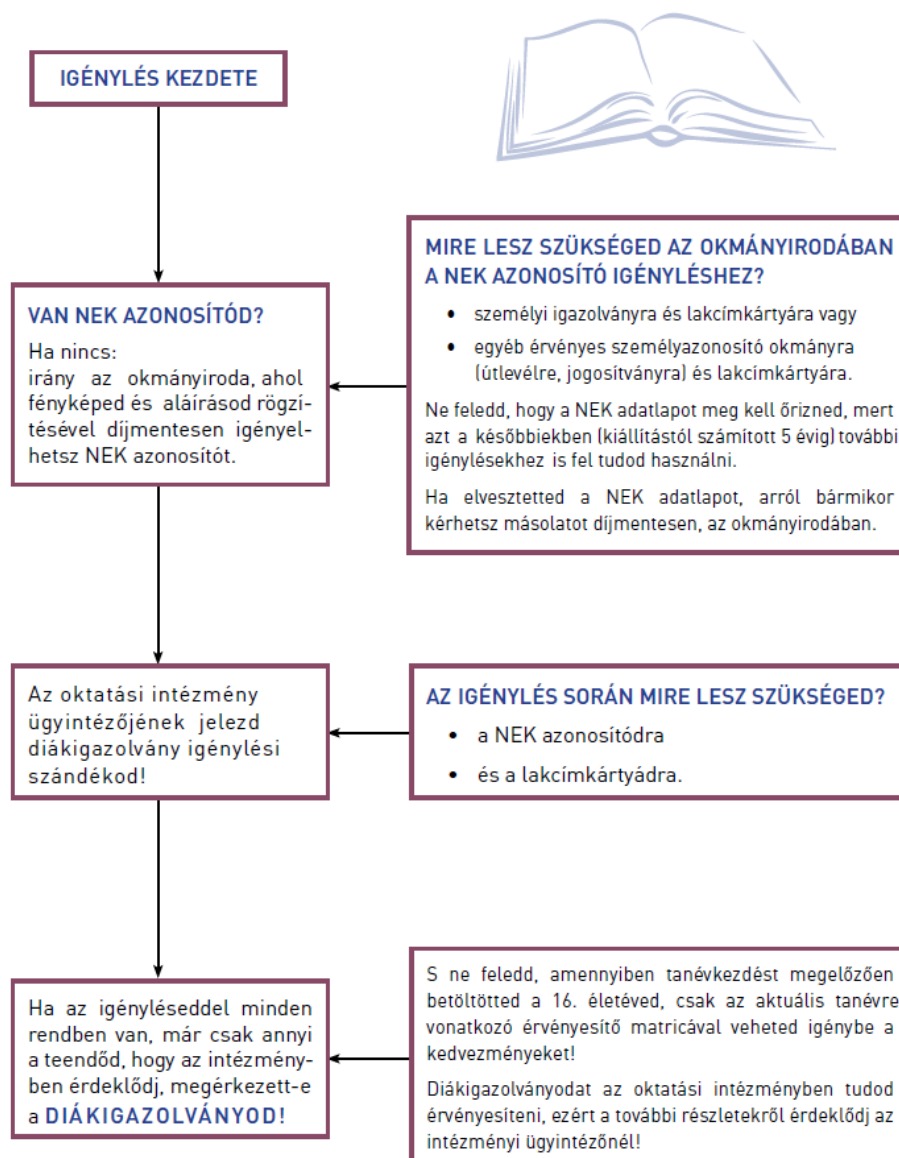 IGÉNYLÉS KEZDETE
VAN NEK AZONOSÍTÓD?
Ha nincs:
irány az okmányiroda, ahol
fényképed és aláírásod rögzí-
tésével díjmentesen igényel-
hetsz NEK azonosítót.
MIRE LESZ SZÜKSÉGED AZ OKMÁNYIRODÁBAN
A NEK AZONOSÍTÓ IGÉNYLÉSHEZ?
• személyi igazolványra és lakcímkártyára vagy
• egyéb érvényes személyazonosító okmányra
(útlevélre, jogosítványra) és lakcímkártyára.
Ne feledd, hogy a NEK adatlapot meg kell őrizned, mert
azt a későbbiekben (kiállítástól számított 5 évig) további
igénylésekhez is fel tudod használni.
Ha elvesztetted a NEK adatlapot, arról bármikor
kérhetsz másolatot díjmentesen, az okmányirodában.
Az oktatási intézmény
ügyintézőjének jelezd
diákigazolvány igénylési
szándékod!
AZ IGÉNYLÉS SORÁN MIRE LESZ SZÜKSÉGED?
• a NEK azonosítódra
• és a lakcímkártyádra.
Ha az igényléseddel minden
rendben van, már csak annyi
a teendőd, hogy az intézmény-
ben érdeklődj, megérkezett-e
a DIÁKIGAZOLVÁNYOD!
S ne feledd, amennyiben tanévkezdést megelőzően
betöltötted a 16. életéved, csak az aktuális tanévre
vonatkozó érvényesítő matricával veheted igénybe a
kedvezményeket!
Diákigazolványodat az oktatási intézményben tudod
érvényesíteni, ezért a további részletekről érdeklődj az
intézményi ügyintézőnél!